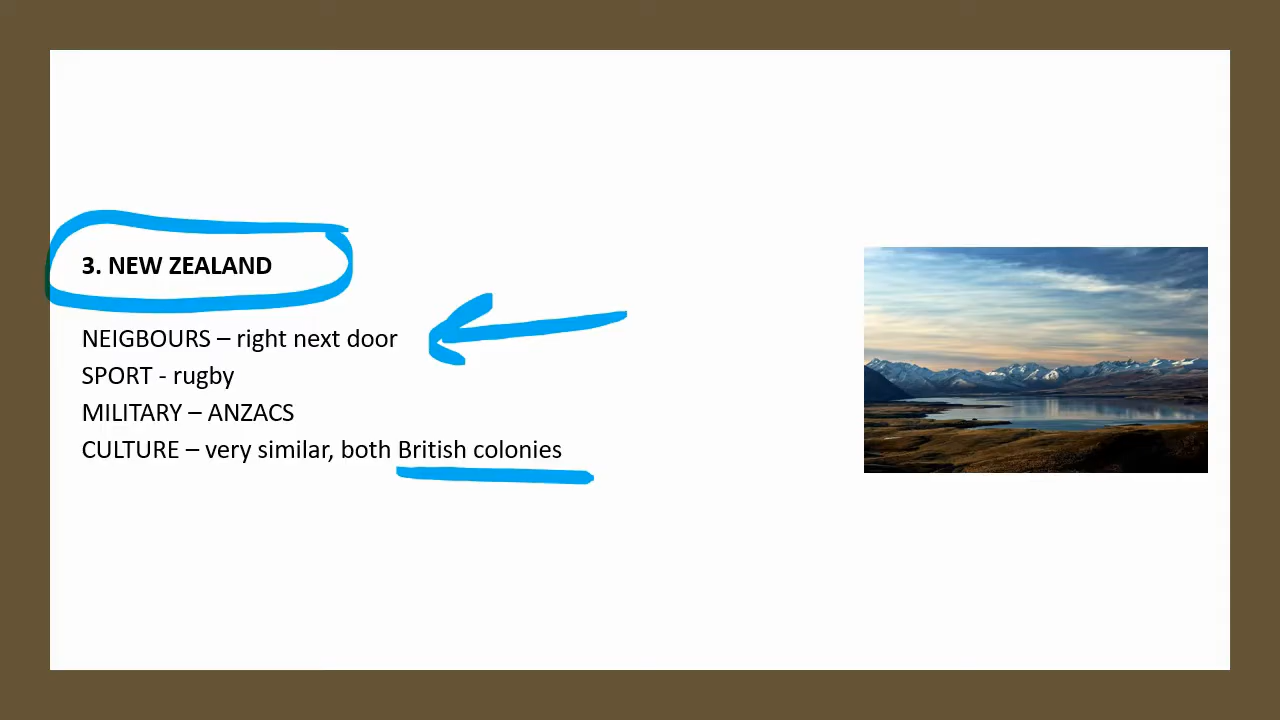 3. NEW ZEALAND
NEIGBOURS – right next door
SPORT - rugby
MILITARY – ANZACS
CULTURE – very similar, both British colonies